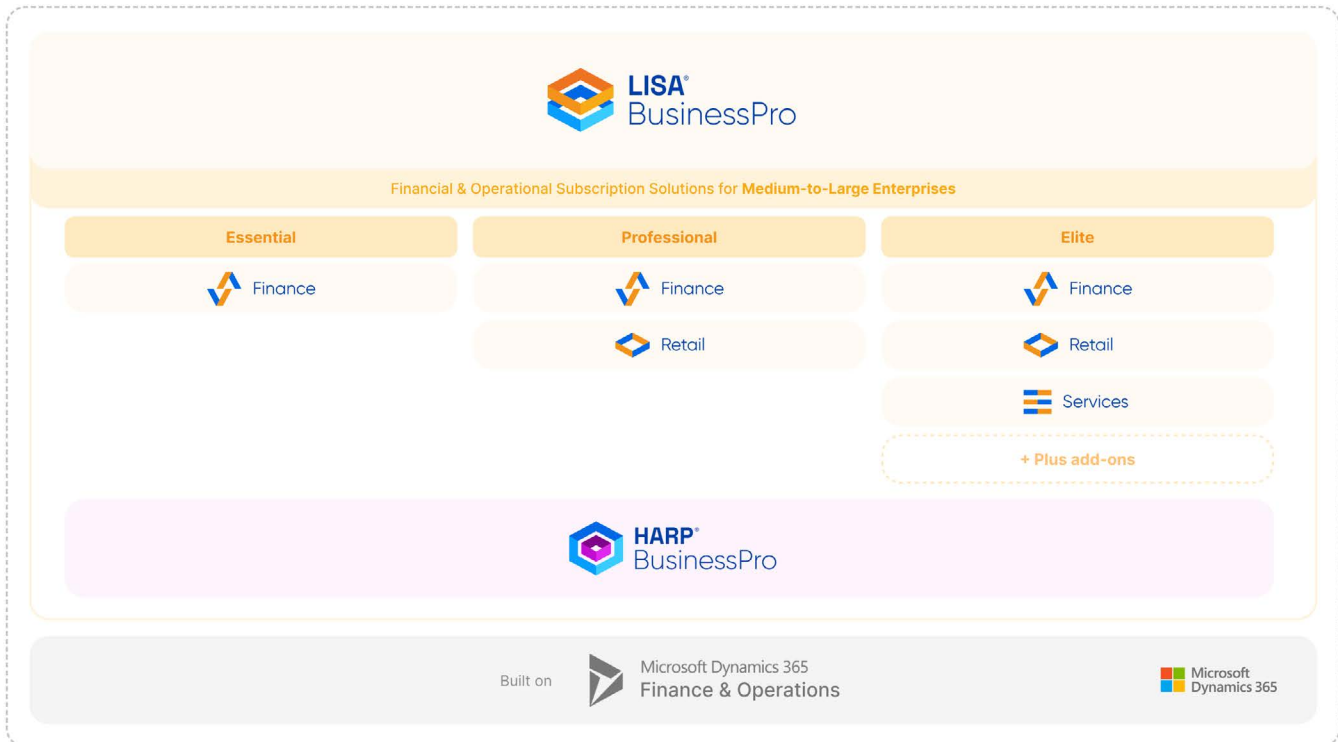 LISA®
BusinessPro
Financial & Operational Subscription Solutions for Medium-to-Large Enterprises
Essential
Professional
Elite
Finance
Finance
Finance
Retail
Retail
Services
+ Plus add-ons
HARP®
BusinessPro
Built on
Microsoft Dynamics 365
Finance & Operations
Microsoft
Dynamics 365